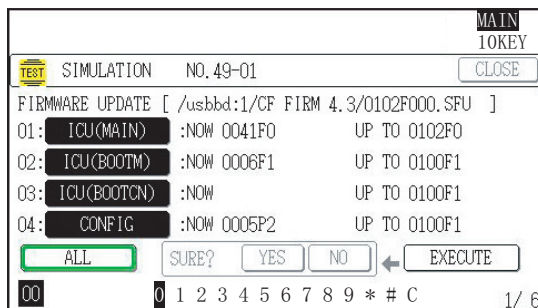 MAIN
10KEY
TEST SIMULATION NO.49-01 CLOSE
FIRMWARE UPDATE [ /usbbd:1/CF FIRM 4.3/0102F000.SFU ]
01: ICU(MAIN) :NOW 0041F0 UP TO 0102F0
02: ICU(BOOTM) :NOW 0006F1 UP TO 0100F1
03: ICU(BOOTCN) :NOW UP TO 0100F1
04: CONFIG :NOW 0005P2 UP TO 0100F1
ALL SURE? YES NO EXECUTE
00 0 1 2 3 4 5 6 7 8 9 * # C 1/ 6